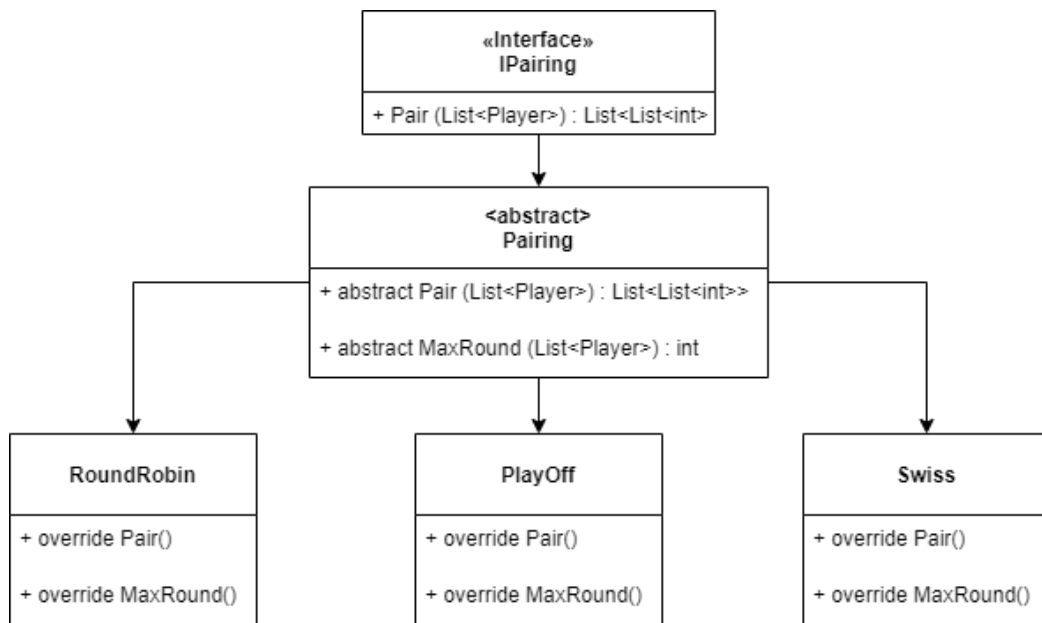 «Interface»
IPairing
+ Pair (List<Player>) : List<List<int>
<abstract>
Pairing
+ abstract Pair (List<Player>) : List<List<int>>
+ abstract MaxRound (List<Player>) : int
RoundRobin
+ override Pair()
+ override MaxRound()
PlayOff
+ override Pair()
+ override MaxRound()
Swiss
+ override Pair()
+ override MaxRound()